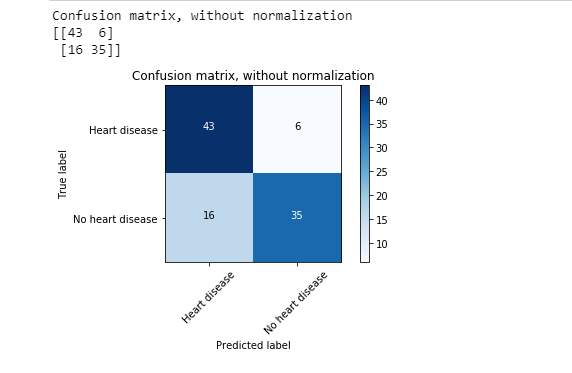 Confusion matrix, without normalization
[[43  6]
 [16 35]]
Confusion matrix, without normalization
Heart disease
No heart disease
True label
43
6
16
35
40
35
30
25
20
15
10
Heart disease
No heart disease
Predicted label